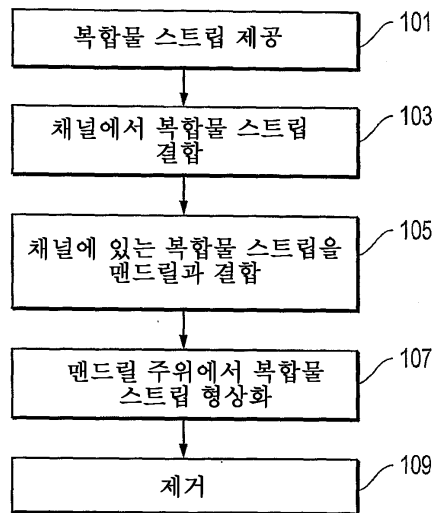 복합물 스트립 제공
101
채널에서 복합물 스트립
결합
103
채널에 있는 복합물 스트립을
맨드릴과 결합
105
맨드릴 주위에서 복합물
스트립 형상화
107
제거
109